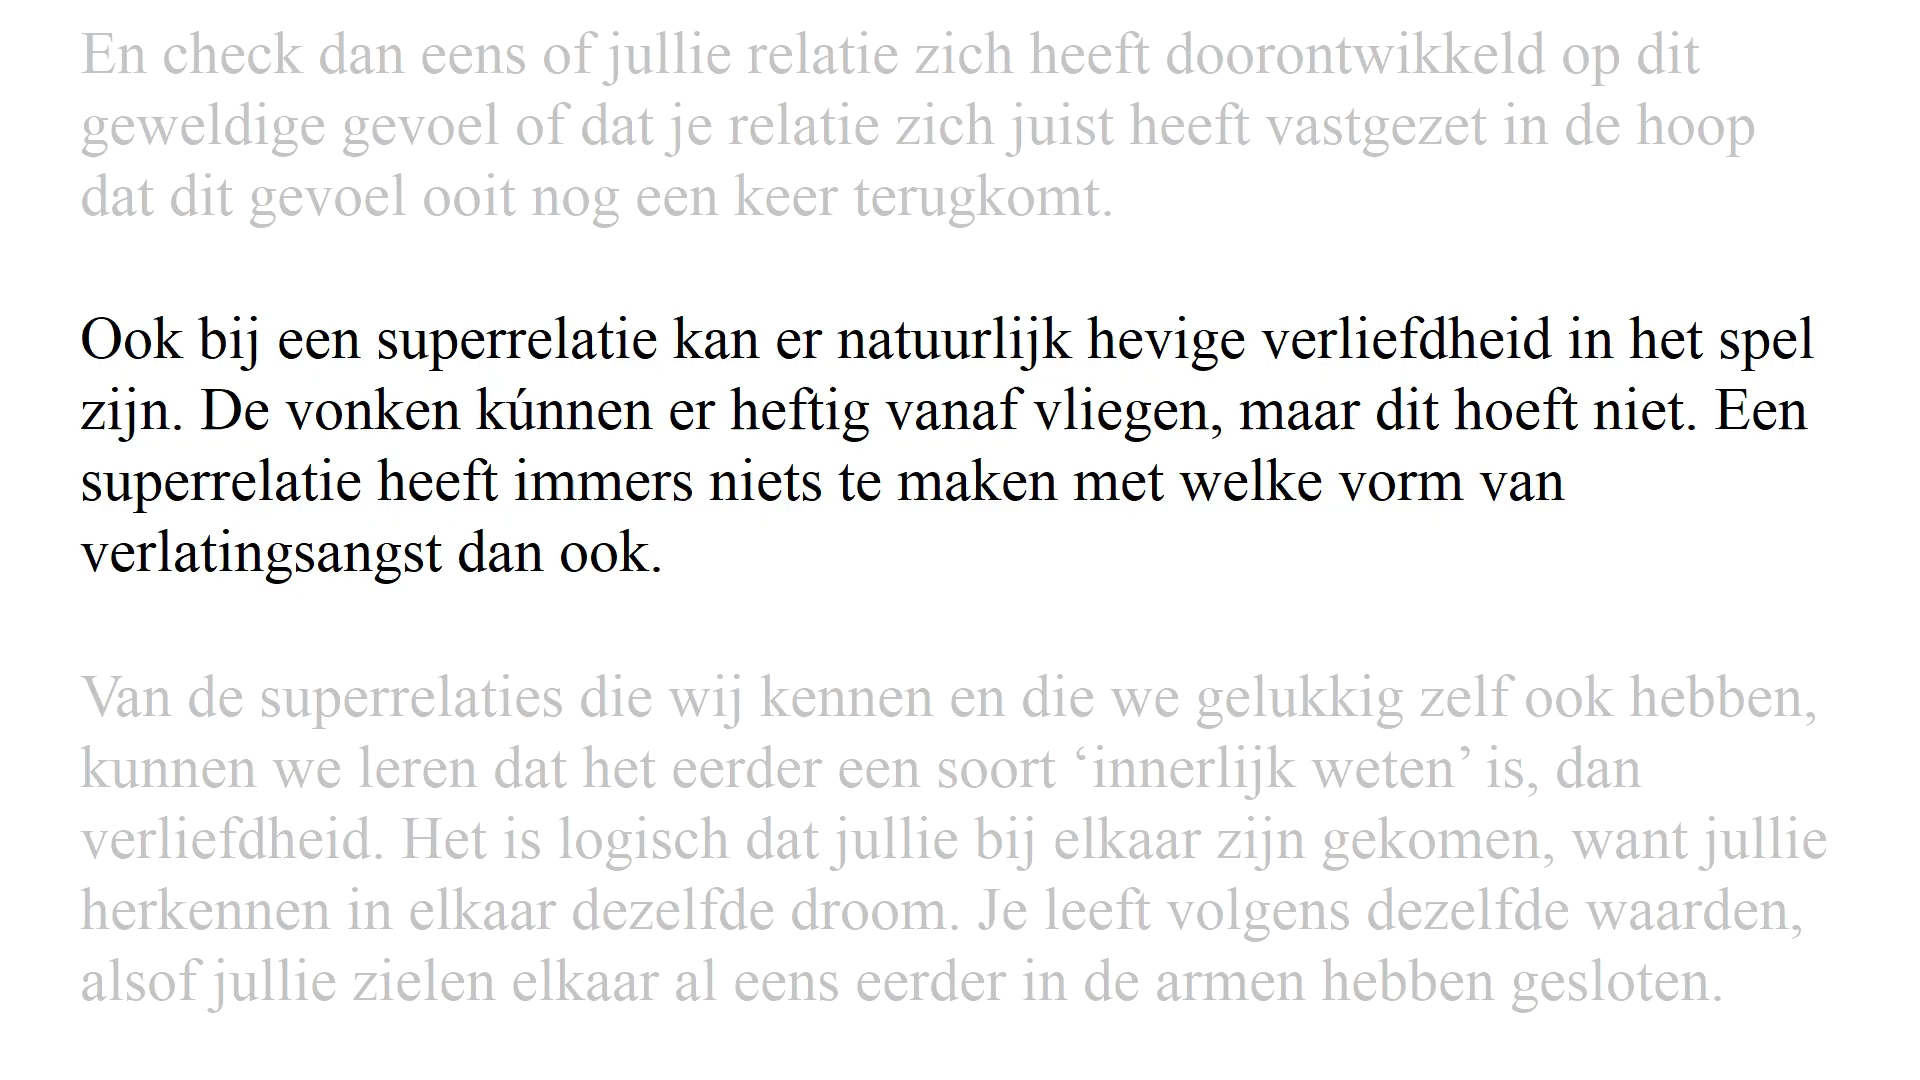 En check dan eens of jullie relatie zich heeft doorontwikkeld op dit
geweldige gevoel of dat je relatie zich juist heeft vastgezet in de hoop
dat dit gevoel ooit nog een keer terugkomt.
Ook bij een superrelatie kan er natuurlijk hevige verliefdheid in het spel
zijn. De vonken kúnnen er heftig vanaf vliegen, maar dit hoeft niet. Een
superrelatie heeft immers niets te maken met welke vorm van
verlatingsangst dan ook.
Van de superrelaties die wij kennen en die we gelukkig zelf ook hebben,
kunnen we leren dat het eerder een soort ‘innerlijk weten’ is, dan
verliefdheid. Het is logisch dat jullie bij elkaar zijn gekomen, want jullie
herkennen in elkaar dezelfde droom. Je leeft volgens dezelfde waarden,
alsof jullie zielen elkaar al eens eerder in de armen hebben gesloten.